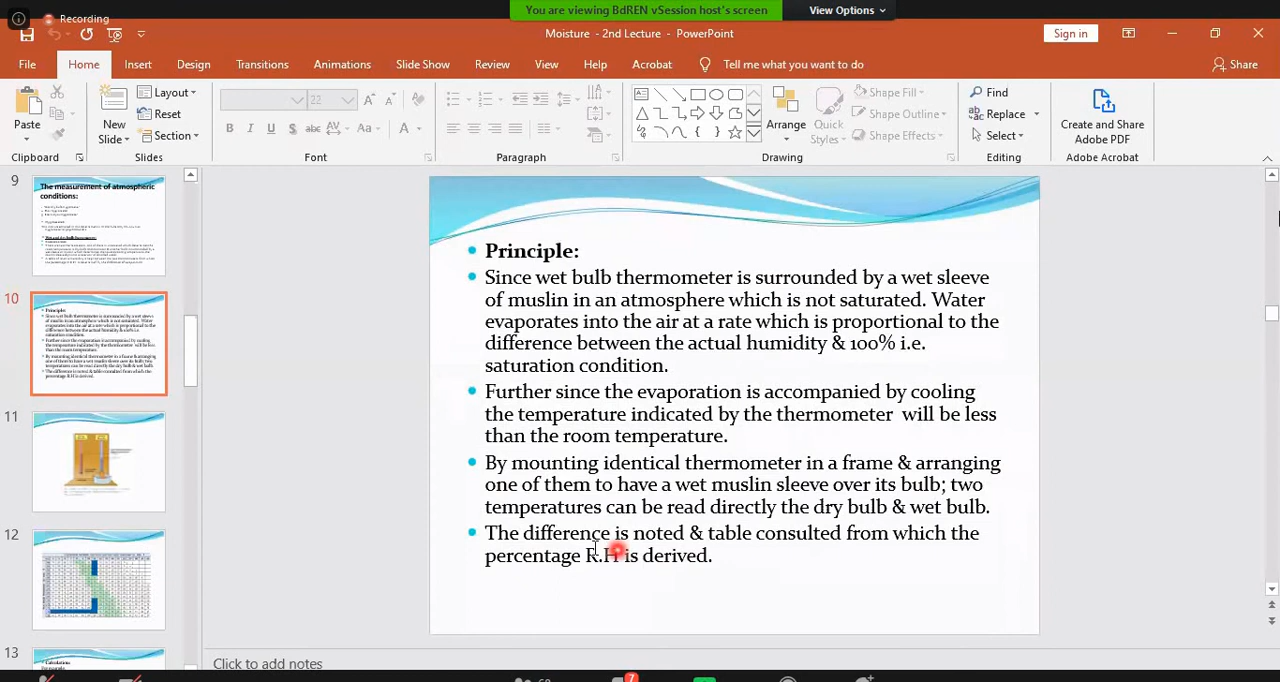 You are viewing BdREN vSession host's screen
View Options
Recording
Moisture - 2nd Lecture - PowerPoint
Sign in
File
Home
Insert
Design
Transitions
Animations
Slide Show
Review
View
Help
Acrobat
Tell me what you want to do
Share
Paste
New
Slide
Layout
Reset
Section
22
B I U S abc AV Aa A
Arrange
Quick
Styles
Shape Fill
Shape Outline
Shape Effects
Find
Replace
Select
Create and Share
Adobe PDF
Clipboard
Slides
Font
Paragraph
Drawing
Editing
Adobe Acrobat
9
The measurement of atmospheric
conditions:
10
11
12
13
Principle:
Since wet bulb thermometer is surrounded by a wet sleeve
of muslin in an atmosphere which is not saturated. Water
evaporates into the air at a rate which is proportional to the
difference between the actual humidity & 100% i.e.
saturation condition.
Further since the evaporation is accompanied by cooling
the temperature indicated by the thermometer will be less
than the room temperature.
By mounting identical thermometer in a frame & arranging
one of them to have a wet muslin sleeve over its bulb; two
temperatures can be read directly the dry bulb & wet bulb.
The difference is noted & table consulted from which the
percentage R.H is derived.
Click to add notes
7